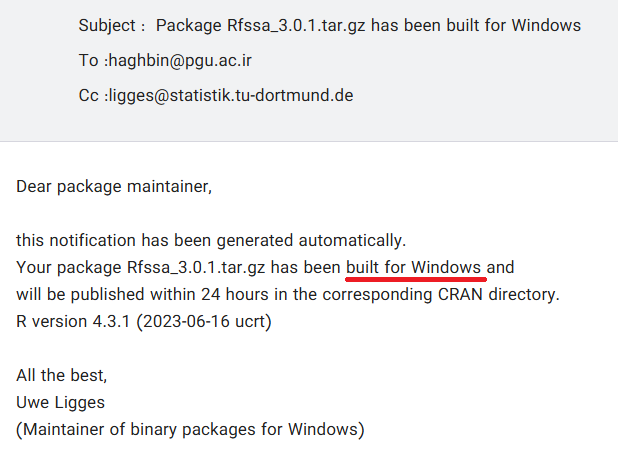 Subject : Package Rfssa_3.0.1.tar.gz has been built for Windows
To :haghbin@pgu.ac.ir
Cc :ligges@statistik.tu-dortmund.de
Dear package maintainer,
this notification has been generated automatically.
Your package Rfssa_3.0.1.tar.gz has been built for Windows and
will be published within 24 hours in the corresponding CRAN directory.
R version 4.3.1 (2023-06-16 ucrt)
All the best,
Uwe Ligges
(Maintainer of binary packages for Windows)